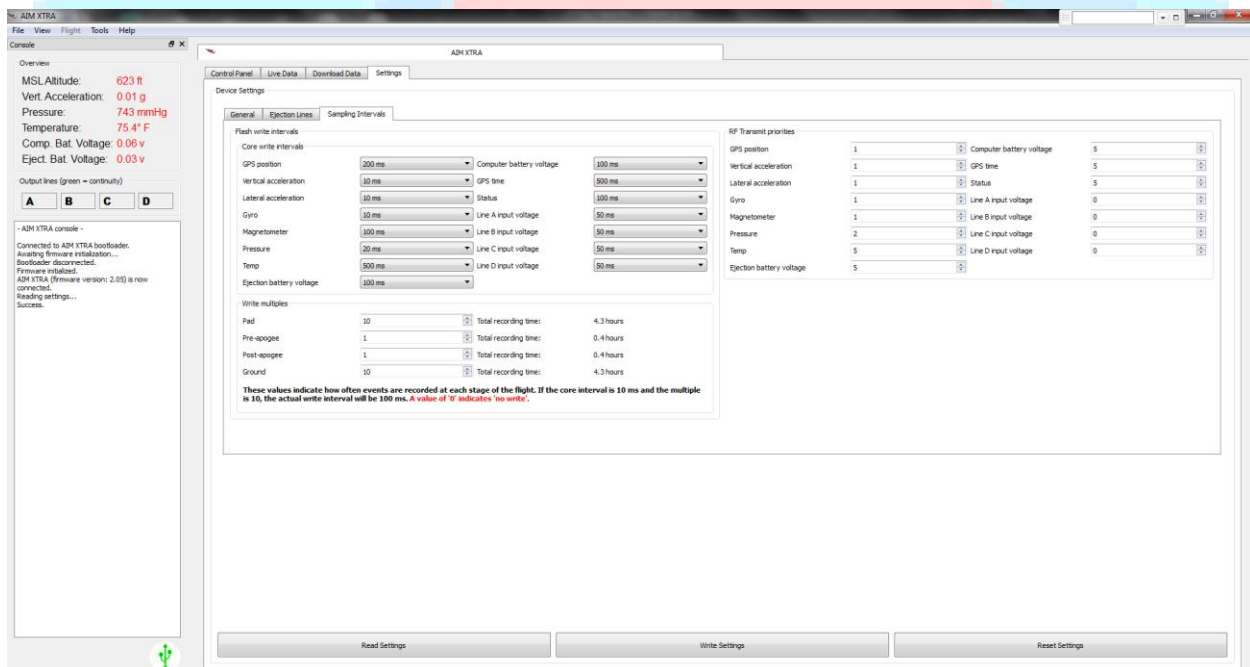 AIM XTRA
File View Flight Tools Help
Console
Overview
MSL Altitude: 623 ft
Vert. Acceleration: 0.01 g
Pressure: 743 mmHg
Temperature: 75.4° F
Comp. Bat. Voltage: 0.06 v
Eject. Bat. Voltage: 0.03 v
Output lines (green = continuity)
A B C D
- AIM XTRA console -
Connected to AIM XTRA bootloader.
Awaiting firmware initialization...
Bootloader disconnected.
Firmware initialized.
AIM XTRA (firmware version: 2.05) is now
connected.
Reading settings...
Success.
AIM XTRA
Control Panel Live Data Download Data Settings
Device Settings
General Ejection Lines Sampling Intervals
Flash write intervals
Core write intervals
GPS position 200 ms Computer battery voltage 100 ms
Vertical acceleration 10 ms GPS time 500 ms
Lateral acceleration 10 ms Status 100 ms
Gyro 10 ms Line A input voltage 50 ms
Magnetometer 100 ms Line B input voltage 50 ms
Pressure 20 ms Line C input voltage 50 ms
Temp 500 ms Line D input voltage 50 ms
Ejection battery voltage 100 ms
Write multiples
Pad 10 Total recording time: 4.3 hours
Pre-apogee 1 Total recording time: 0.4 hours
Post-apogee 1 Total recording time: 0.4 hours
Ground 10 Total recording time: 4.3 hours
These values indicate how often events are recorded at each stage of the flight. If the core interval is 10 ms and the multiple
is 10, the actual write interval will be 100 ms. A value of '0' indicates 'no write'.
RF Transmit priorities
GPS position 1 Computer battery voltage 5
Vertical acceleration 1 GPS time 5
Lateral acceleration 1 Status 5
Gyro 1 Line A input voltage 0
Magnetometer 1 Line B input voltage 0
Pressure 2 Line C input voltage 0
Temp 5 Line D input voltage 0
Ejection battery voltage 5
Read Settings Write Settings Reset Settings